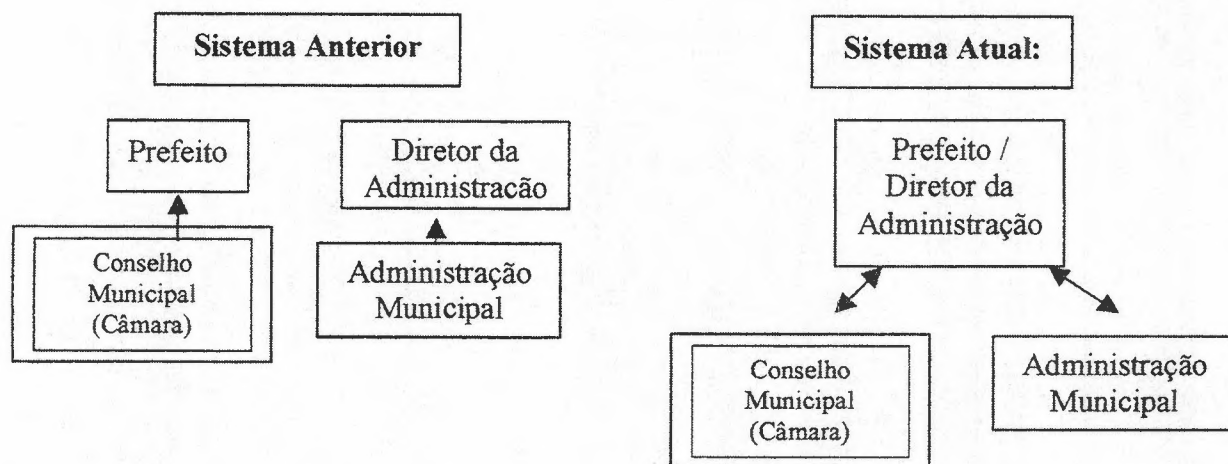 Sistema Anterior
Prefeito
Diretor da
Administracão
Conselho
Municipal
(Câmara)
Administração
Municipal
Sistema Atual:
Prefeito /
Diretor da
Administração
Conselho
Municipal
(Câmara)
Administração
Municipal